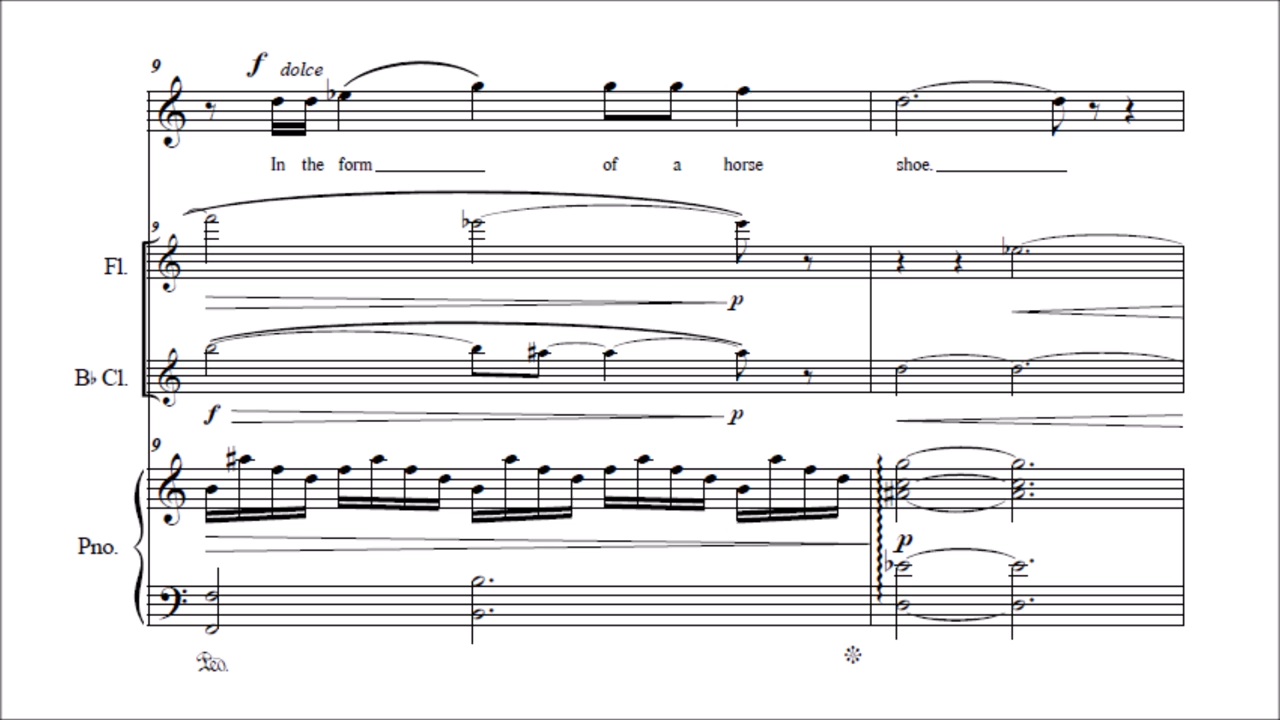 9
f dolce
In the form of a horse shoe.
9
Fl.
p
B♭ Cl.
f p
9
Pno.
p
Ped.